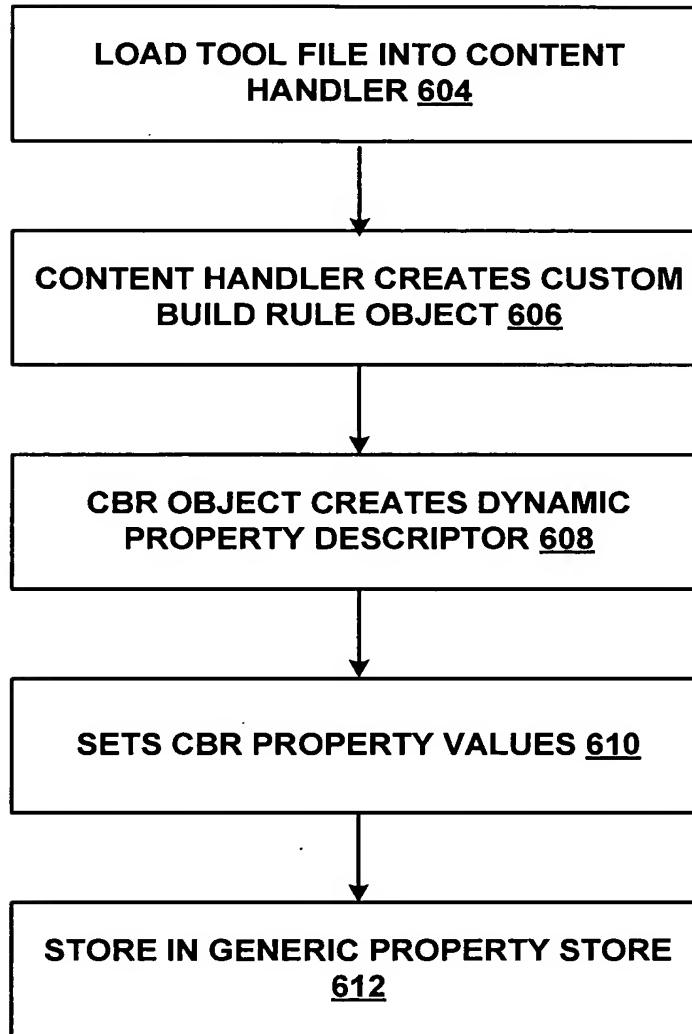 LOAD TOOL FILE INTO CONTENT
HANDLER 604
CONTENT HANDLER CREATES CUSTOM
BUILD RULE OBJECT 606
CBR OBJECT CREATES DYNAMIC
PROPERTY DESCRIPTOR 608
SETS CBR PROPERTY VALUES 610
STORE IN GENERIC PROPERTY STORE
612